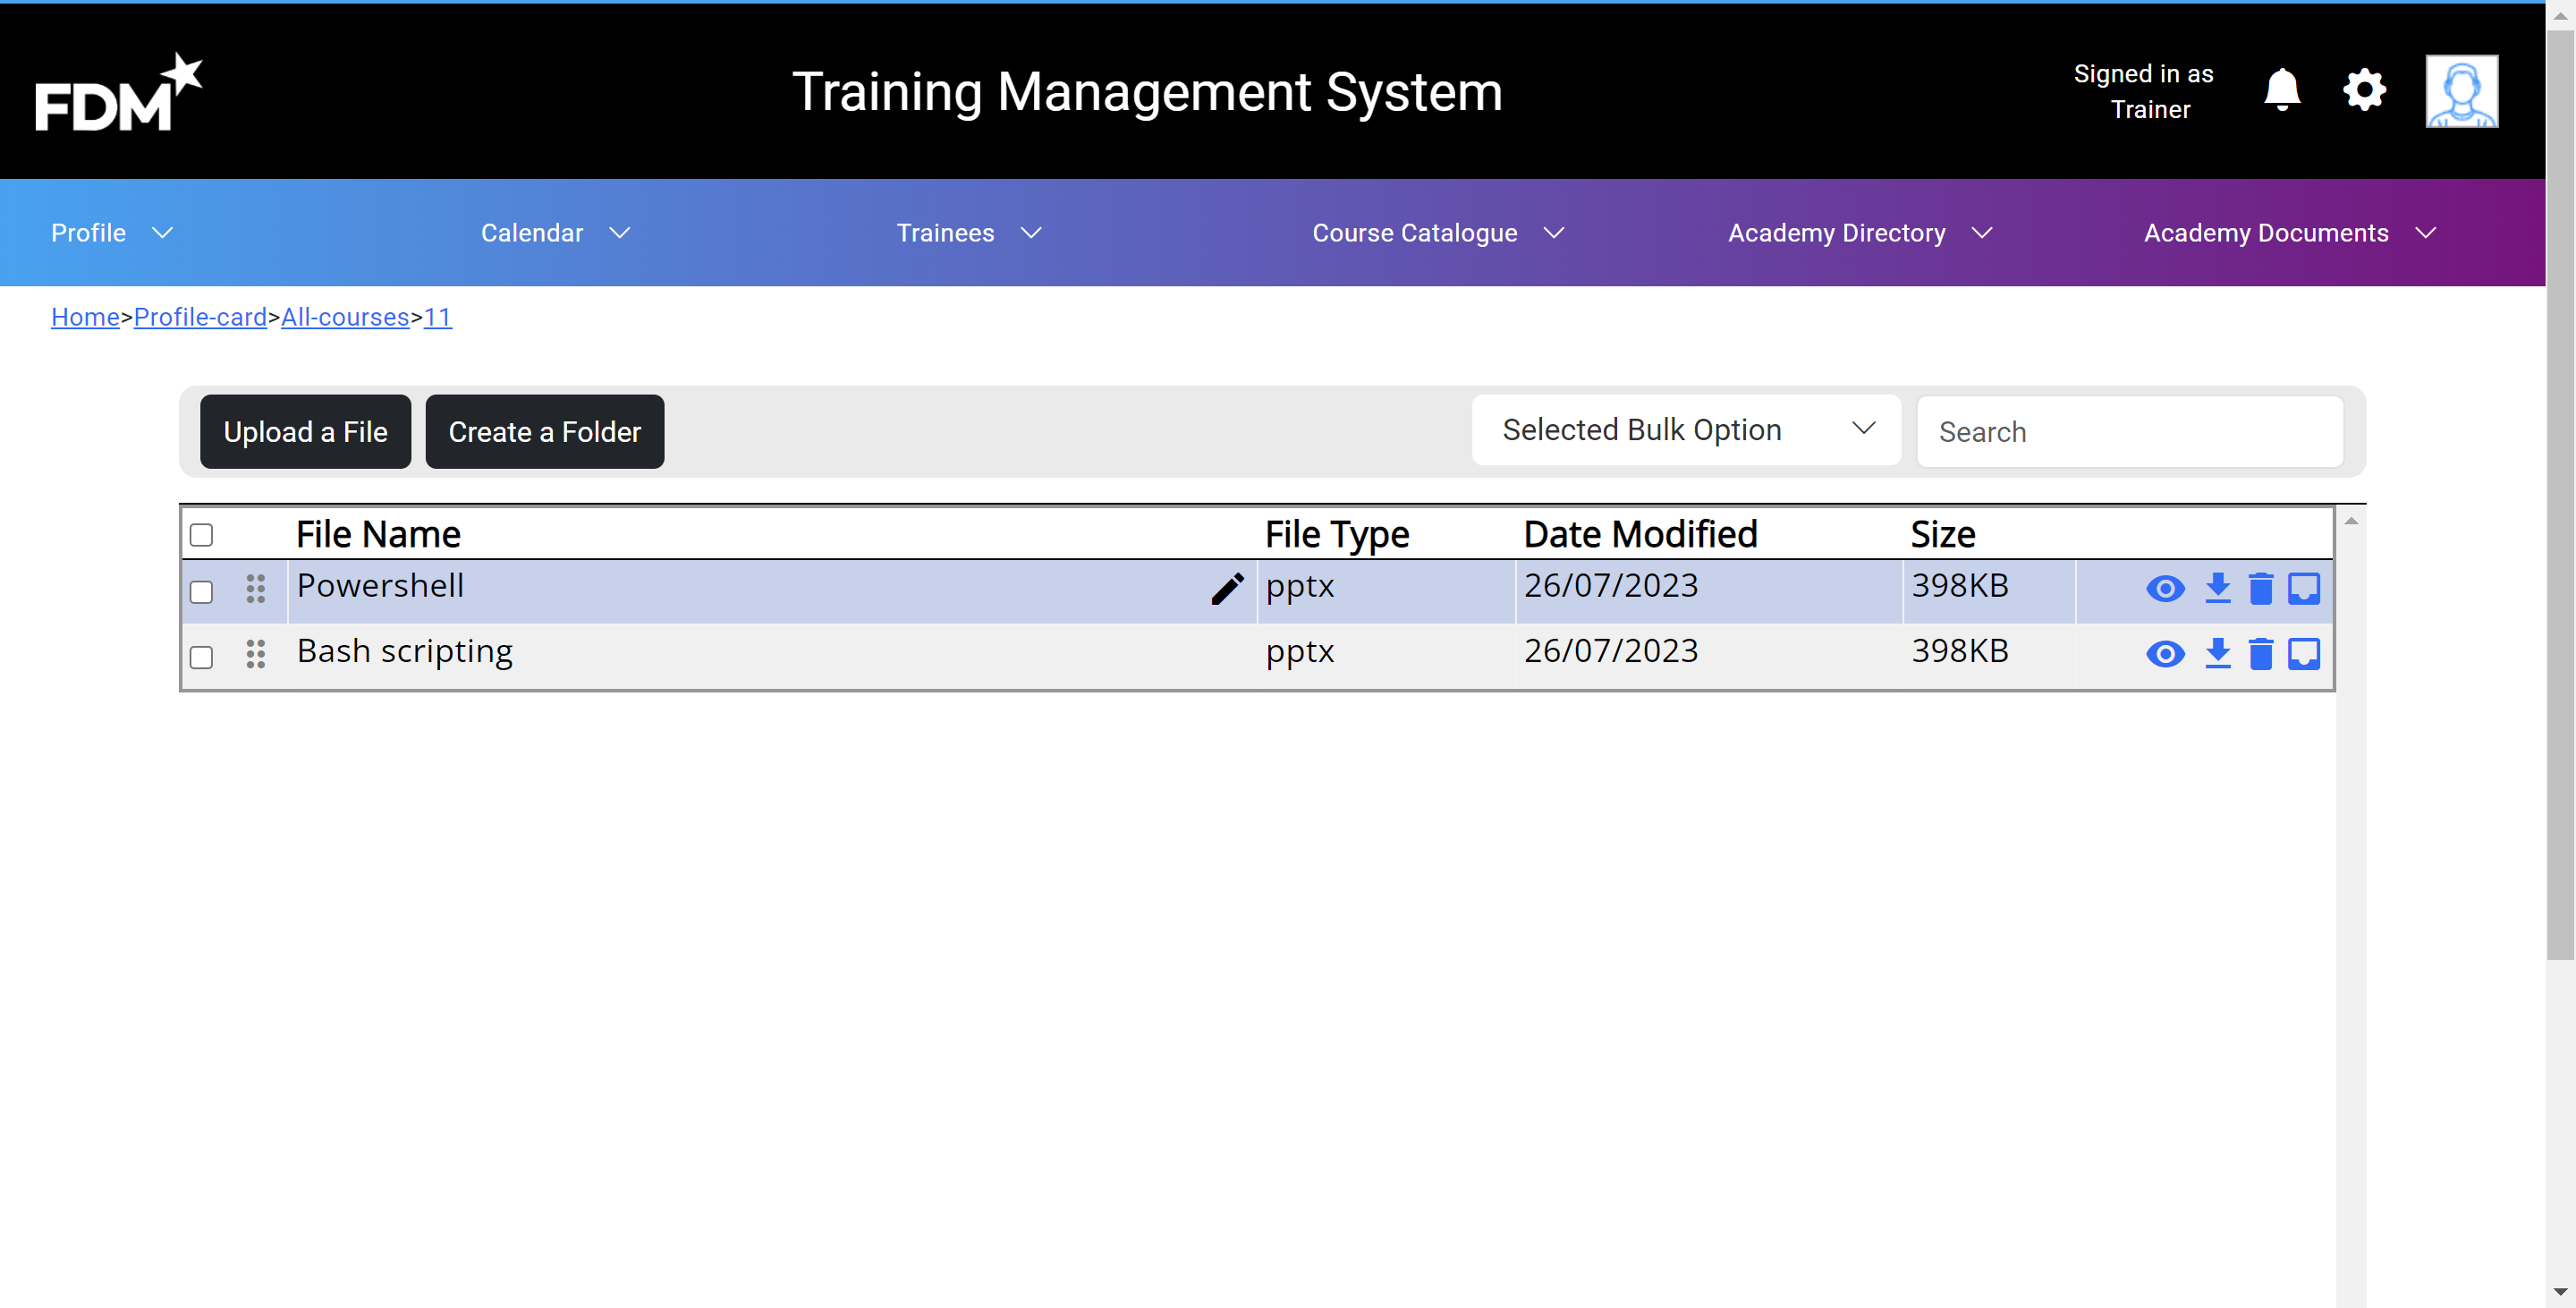 FDM
Training Management System
Signed in as
Trainer
Profile
Calendar
Trainees
Course Catalogue
Academy Directory
Academy Documents
Home>Profile-card>All-courses>11
Upload a File
Create a Folder
Selected Bulk Option
Search
File Name File Type Date Modified Size
Powershell pptx 26/07/2023 398KB
Bash scripting pptx 26/07/2023 398KB